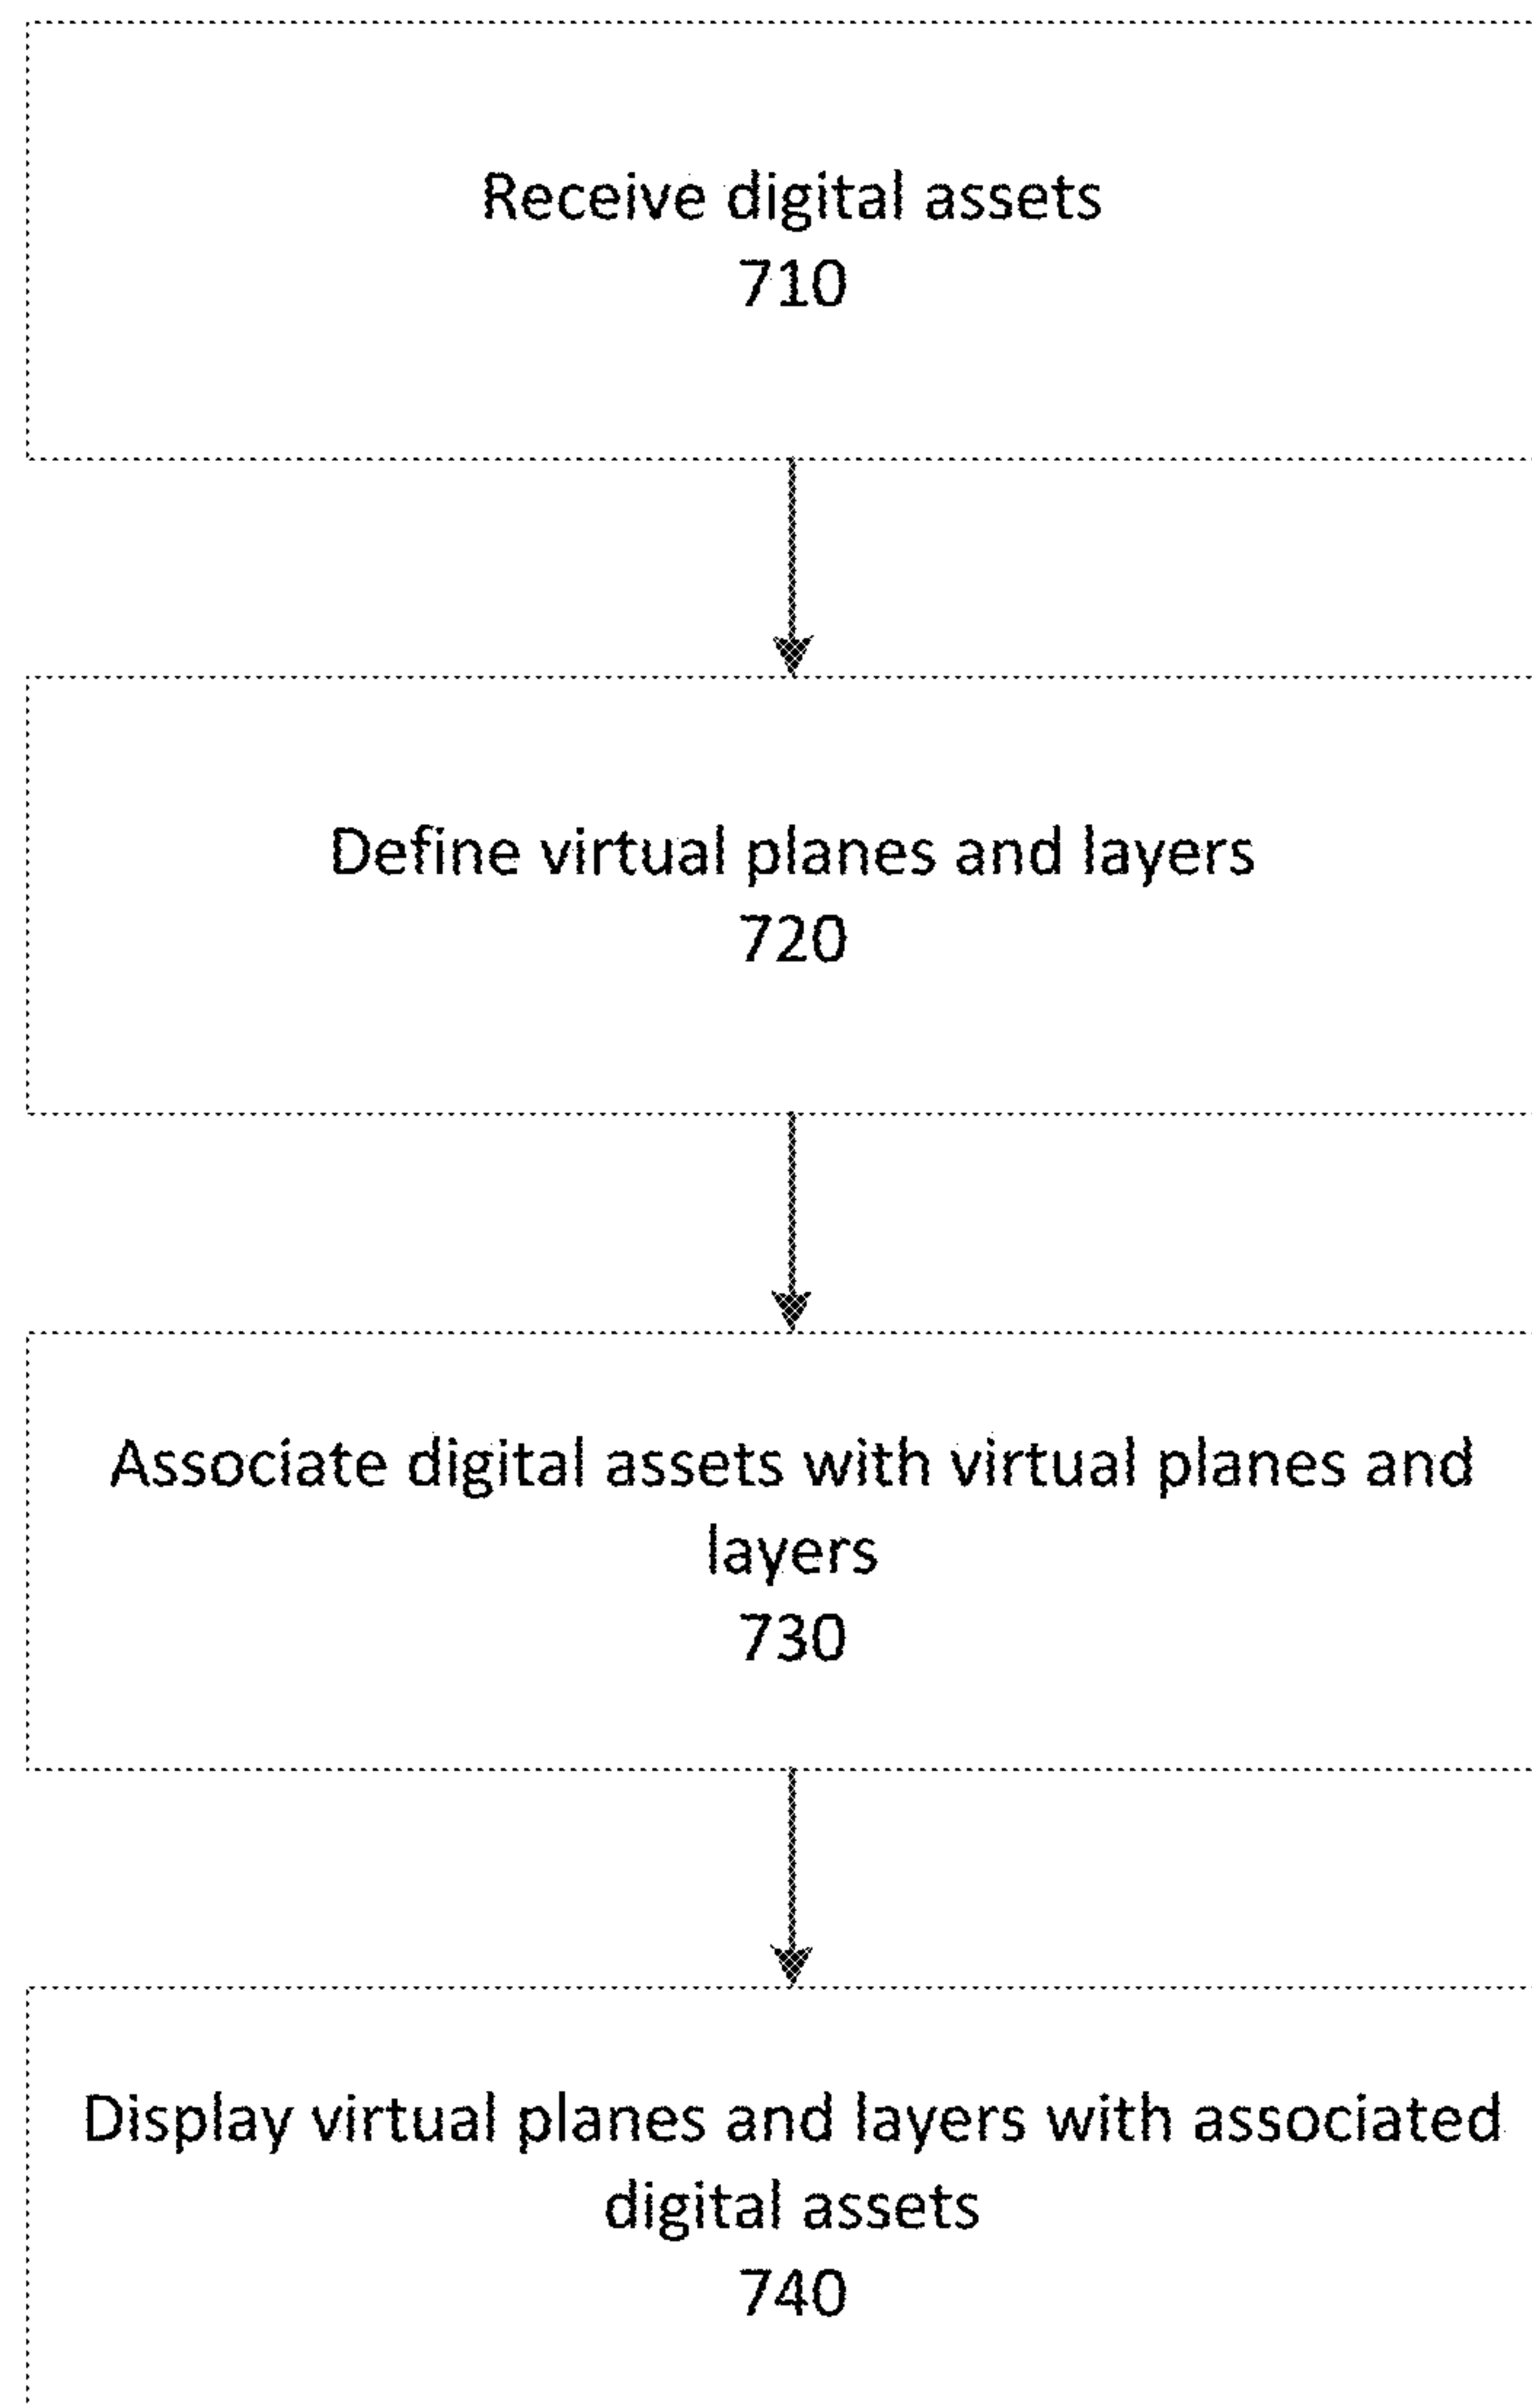 Receive digital assets
710
Define virtual planes and layers
720
Associate digital assets with virtual planes and
layers
730
Display virtual planes and layers with associated
digital assets
740